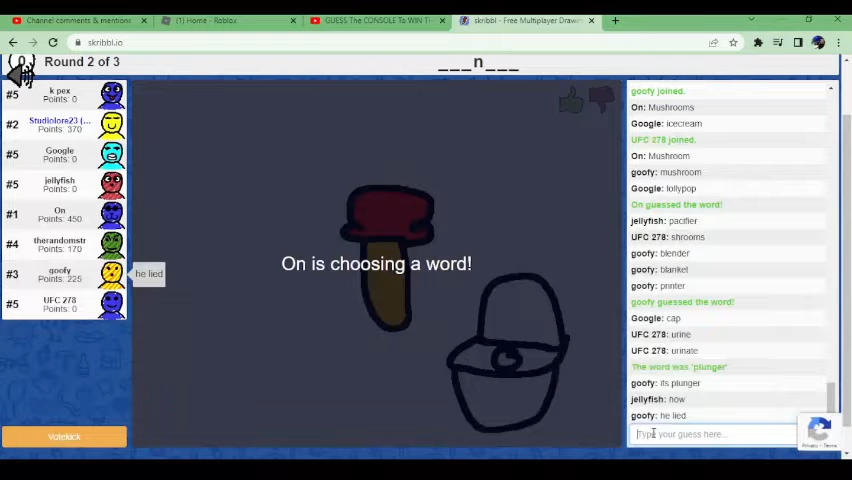 Channel comments & mentions
(1) Home - Roblox
GUESS The CONSOLE To WIN Ti
skribbl - Free Multiplayer Drawin
skribbl.io
0
Round 2 of 3
___n___
#5
k pex
Points: 0
#2
Studiolore23 (...
Points: 370
#5
Google
Points: 0
#5
jellyfish
Points: 0
#1
On
Points: 450
#4
therandomstr
Points: 170
#3
goofy
Points: 225
#5
UFC 278
Points: 0
he lied
Votekick
On is choosing a word!
goofy joined.
On: Mushrooms
Google: icecream
UFC 278 joined.
On: Mushroom
goofy: mushroom
Google: lollypop
On guessed the word!
jellyfish: pacifier
UFC 278: shrooms
goofy: blender
goofy: blanket
goofy: printer
goofy guessed the word!
Google: cap
UFC 278: urine
UFC 278: urinate
The word was 'plunger'
goofy: its plunger
jellyfish: how
goofy: he lied
Type your guess here...
Privacy - Terms